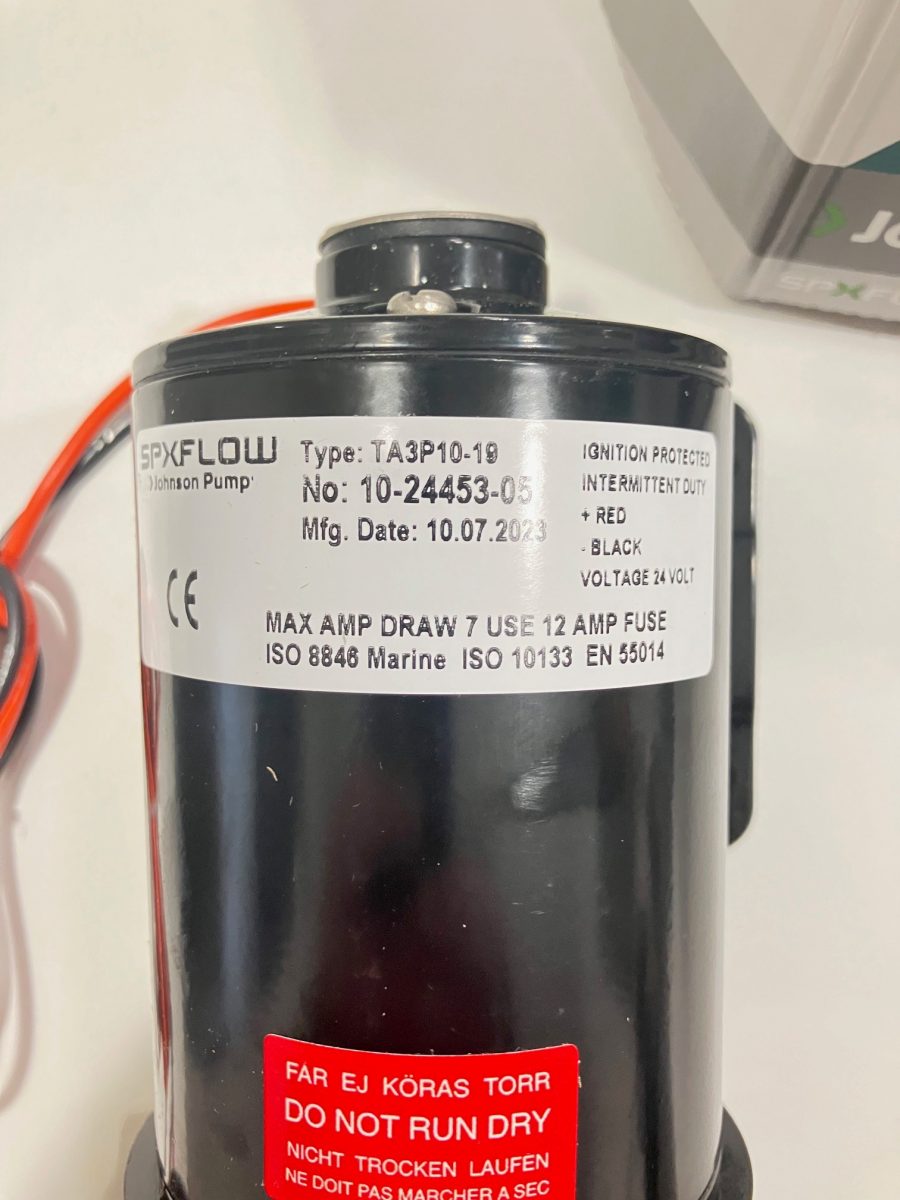 SPXFLOW
Johnson Pump
Type: TA3P10-19
No: 10-24453-05
Mfg. Date: 10.07.2023
IGNITION PROTECTED
INTERMITTENT DUTY
+ RED
- BLACK
VOLTAGE 24 VOLT
CE
MAX AMP DRAW 7 USE 12 AMP FUSE
ISO 8846 Marine ISO 10133 EN 55014
FÅR EJ KÖRAS TORR
DO NOT RUN DRY
NICHT TROCKEN LAUFEN
NE DOIT PAS MARCHER A SEC
Jo
SPXFL